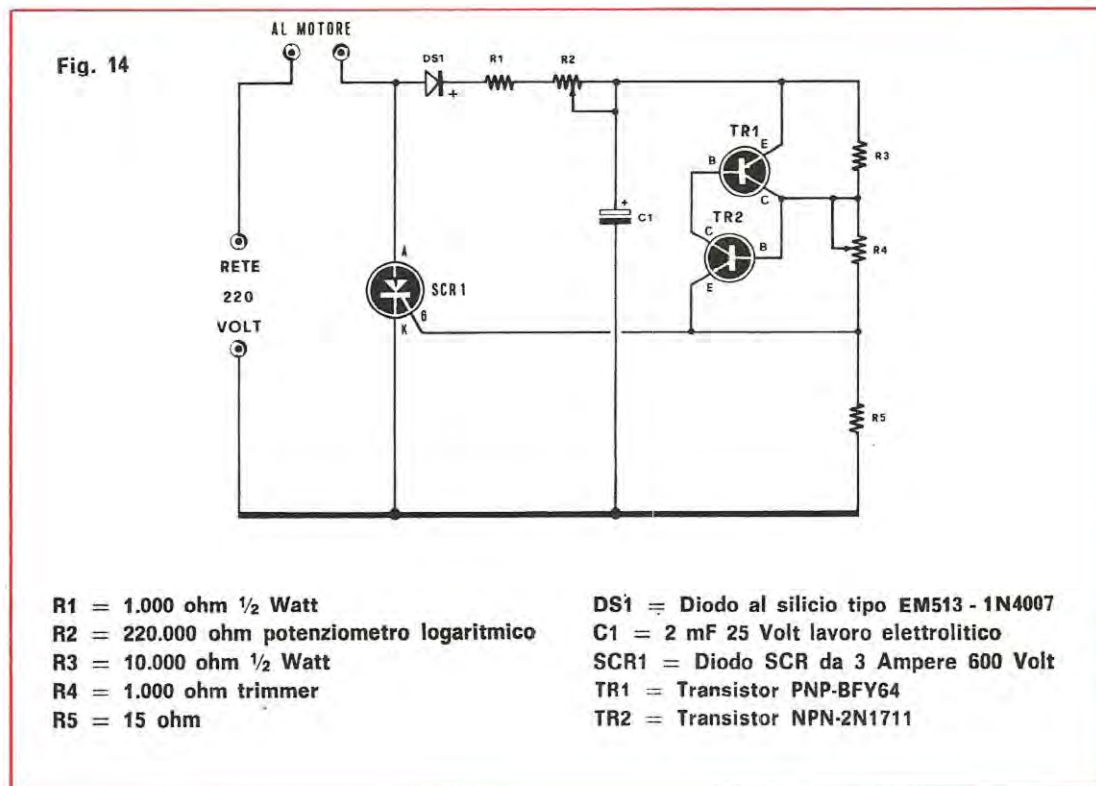 AL MOTORE
Fig. 14
DS1
R1
R2
+
TR1
E
B
R3
C
+
C1
TR2
C
B
R4
E
RETE
220
VOLT
A
SCR1
G
K
R5
R1 = 1.000 ohm ½ Watt
R2 = 220.000 ohm potenziometro logaritmico
R3 = 10.000 ohm ½ Watt
R4 = 1.000 ohm trimmer
R5 = 15 ohm
DS1 = Diodo al silicio tipo EM513 - 1N4007
C1 = 2 mF 25 Volt lavoro elettrolitico
SCR1 = Diodo SCR da 3 Ampere 600 Volt
TR1 = Transistor PNP-BFY64
TR2 = Transistor NPN-2N1711